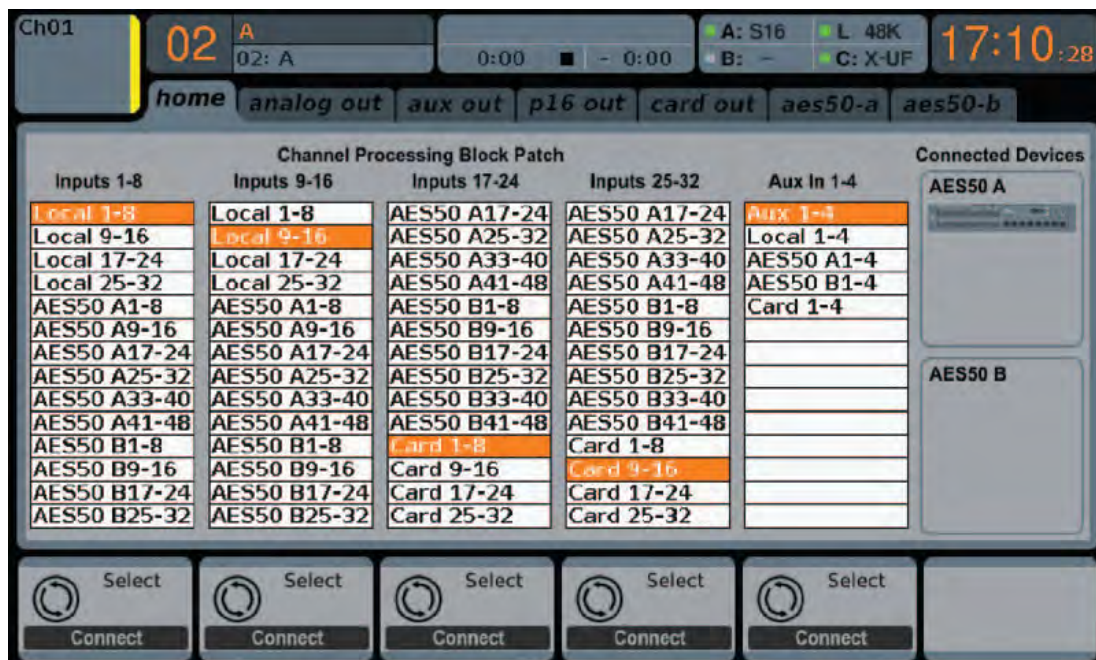 Ch01
02
A
02: A
0:00 - 0:00
A: S16
B: -
L 48K
C: X-UF
17:10:28
home analog out aux out p16 out card out aes50-a aes50-b
Channel Processing Block Patch
Connected Devices
Inputs 1-8 Inputs 9-16 Inputs 17-24 Inputs 25-32 Aux In 1-4
AES50 A
Local 1-8 Local 1-8 AES50 A17-24 AES50 A17-24 Aux 1-4
Local 9-16 Local 9-16 AES50 A25-32 AES50 A25-32 Local 1-4
Local 17-24 Local 17-24 AES50 A33-40 AES50 A33-40 AES50 A1-4
Local 25-32 Local 25-32 AES50 A41-48 AES50 A41-48 AES50 B1-4
AES50 A1-8 AES50 A1-8 AES50 B1-8 AES50 B1-8 Card 1-4
AES50 A9-16 AES50 A9-16 AES50 B9-16 AES50 B9-16
AES50 A17-24 AES50 A17-24 AES50 B17-24 AES50 B17-24
AES50 A25-32 AES50 A25-32 AES50 B25-32 AES50 B25-32
AES50 B
AES50 A33-40 AES50 A33-40 AES50 B33-40 AES50 B33-40
AES50 A41-48 AES50 A41-48 AES50 B41-48 AES50 B41-48
AES50 B1-8 AES50 B1-8 Card 1-8 Card 1-8
AES50 B9-16 AES50 B9-16 Card 9-16 Card 9-16
AES50 B17-24 AES50 B17-24 Card 17-24 Card 17-24
AES50 B25-32 AES50 B25-32 Card 25-32 Card 25-32
Select Select Select Select Select
Connect Connect Connect Connect Connect